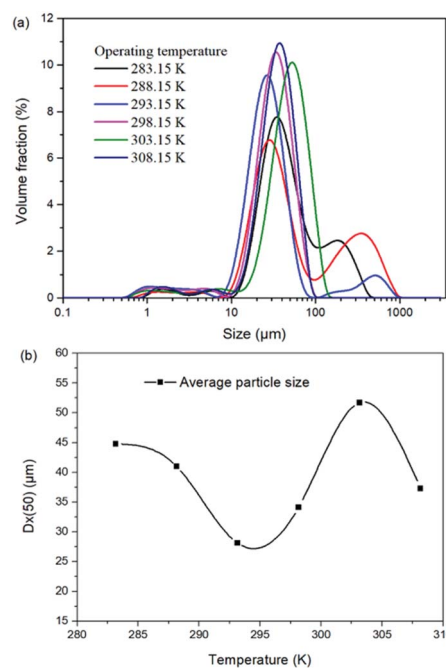 (a)
12
10
8
6
4
2
0
Volume fraction (%)
Operating temperature
283.15 K
288.15 K
293.15 K
298.15 K
303.15 K
308.15 K
0.1 1 10 100 1000
Size (μm)
(b)
60
55
50
45
40
35
30
25
20
15
Dx(50) (μm)
Average particle size
280 285 290 295 300 305 31
Temperature (K)